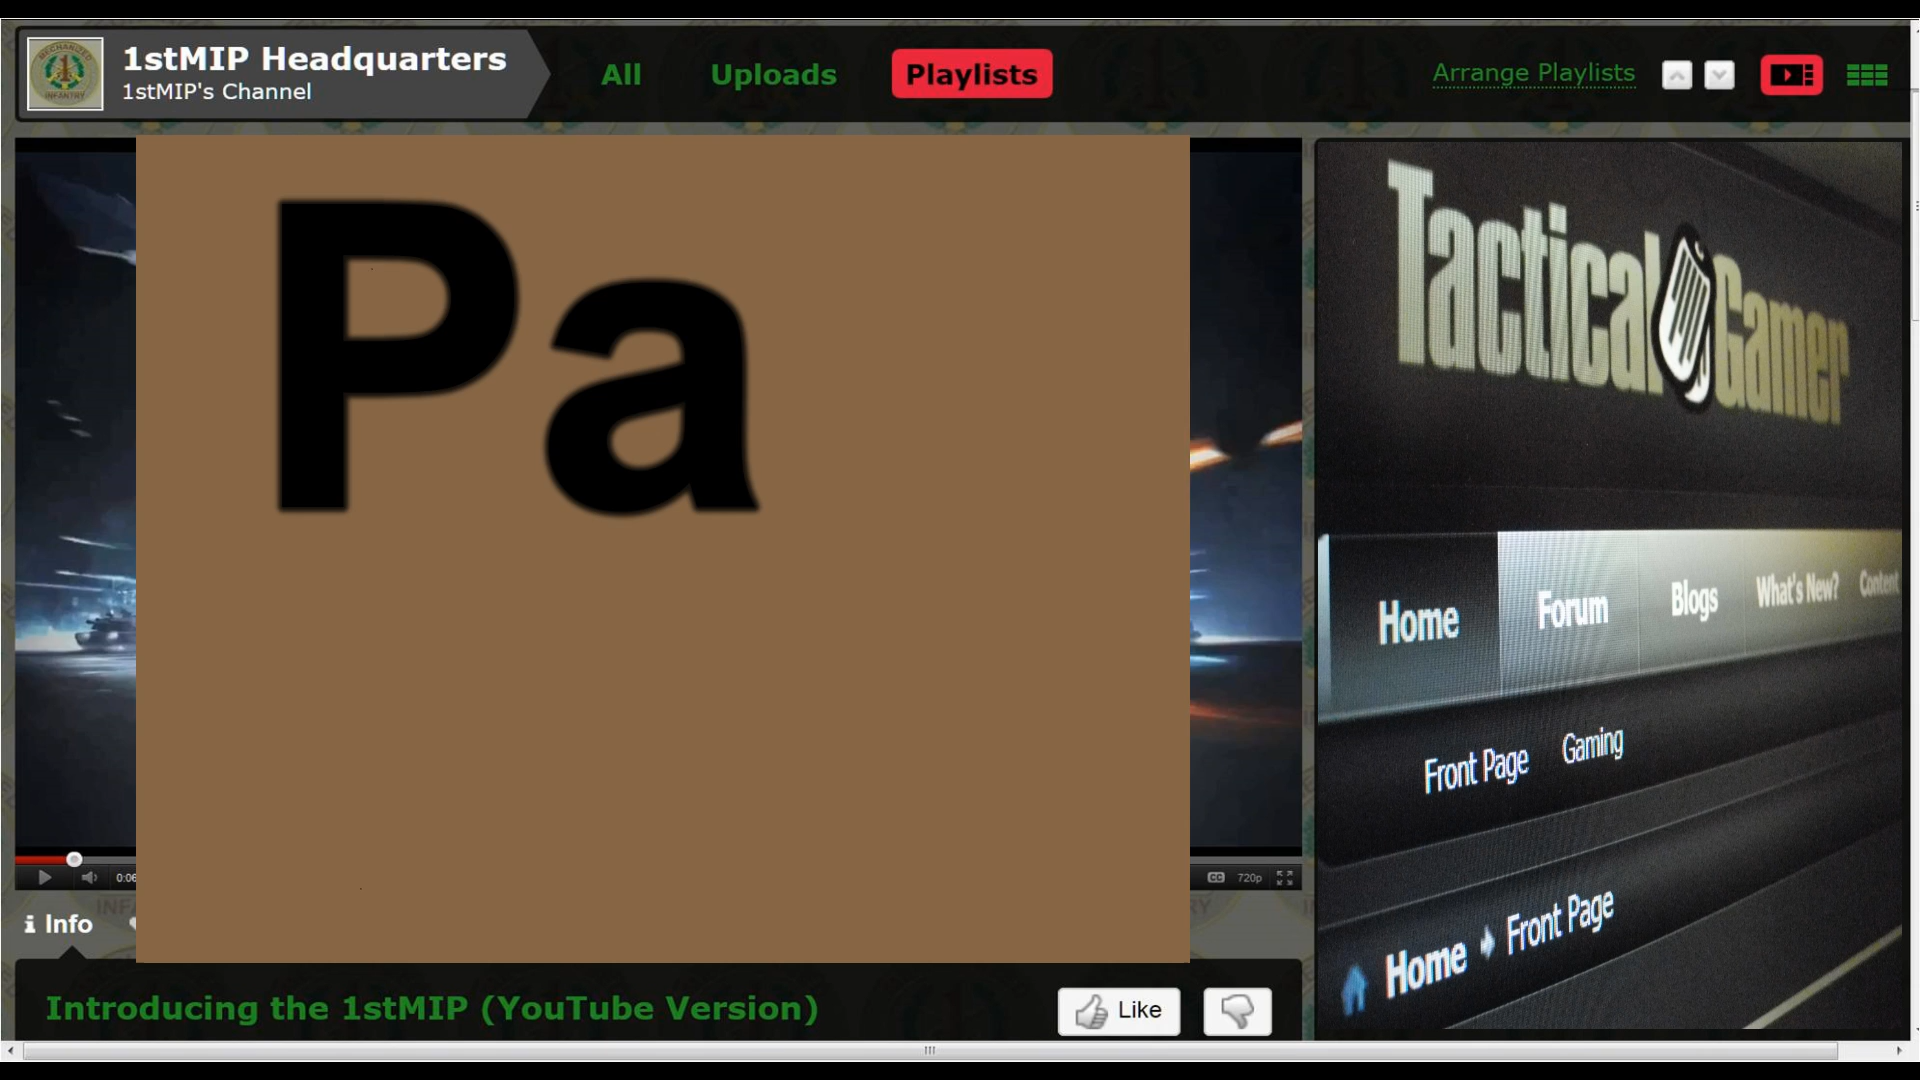 1stMIP Headquarters
1stMIP's Channel
All Uploads Playlists
Arrange Playlists
Pa
Tactical Gamer
Home Forum Blogs What's New? Content
Front Page Gaming
Home Front Page
0:06
CC 720p
Info
Introducing the 1stMIP (YouTube Version)
Like